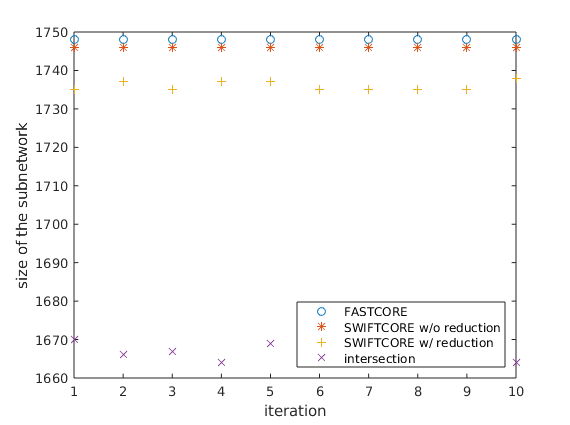 1750
1740
1730
1720
1710
1700
1690
1680
1670
1660
size of the subnetwork
FASTCORE
SWIFTCORE w/o reduction
SWIFTCORE w/ reduction
intersection
1 2 3 4 5 6 7 8 9 10
iteration